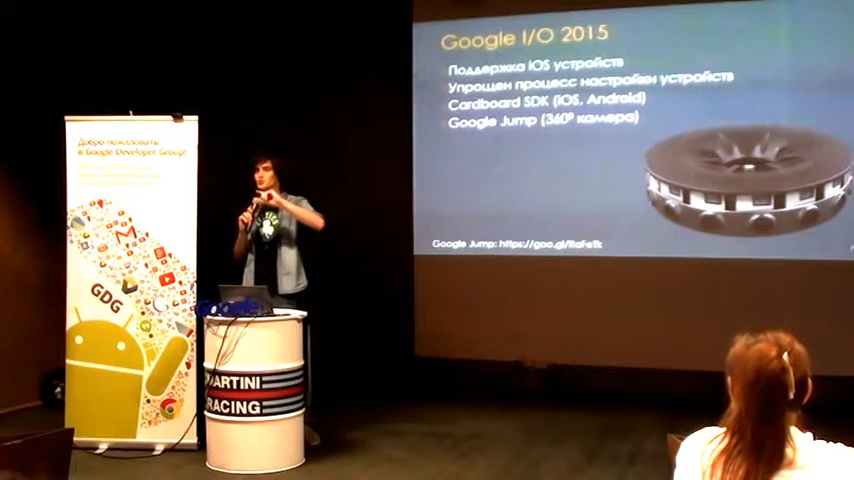 Google I/O 2015
Поддержка iOS устройств
Упрощен процесс настройки устройств
Cardboard SDK (iOS, Android)
Google Jump (360° камера)
Google Jump: https://goo.gl/RaFeTk
Добро пожаловать
в Google Developer Group!
GDG
Google
MARTINI
RACING